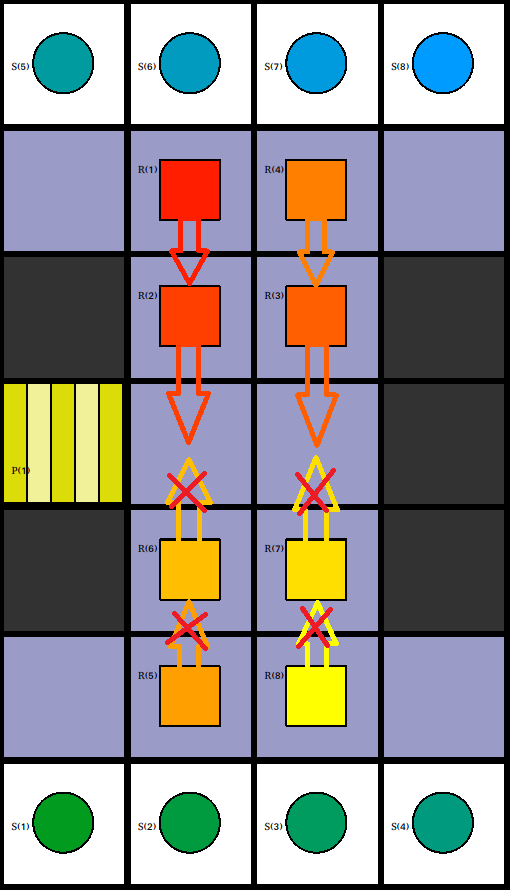 S(5) S(6) S(7) S(8)
R(1) R(4)
R(2) R(3)
P(1)
R(6) R(7)
R(5) R(8)
S(1) S(2) S(3) S(4)